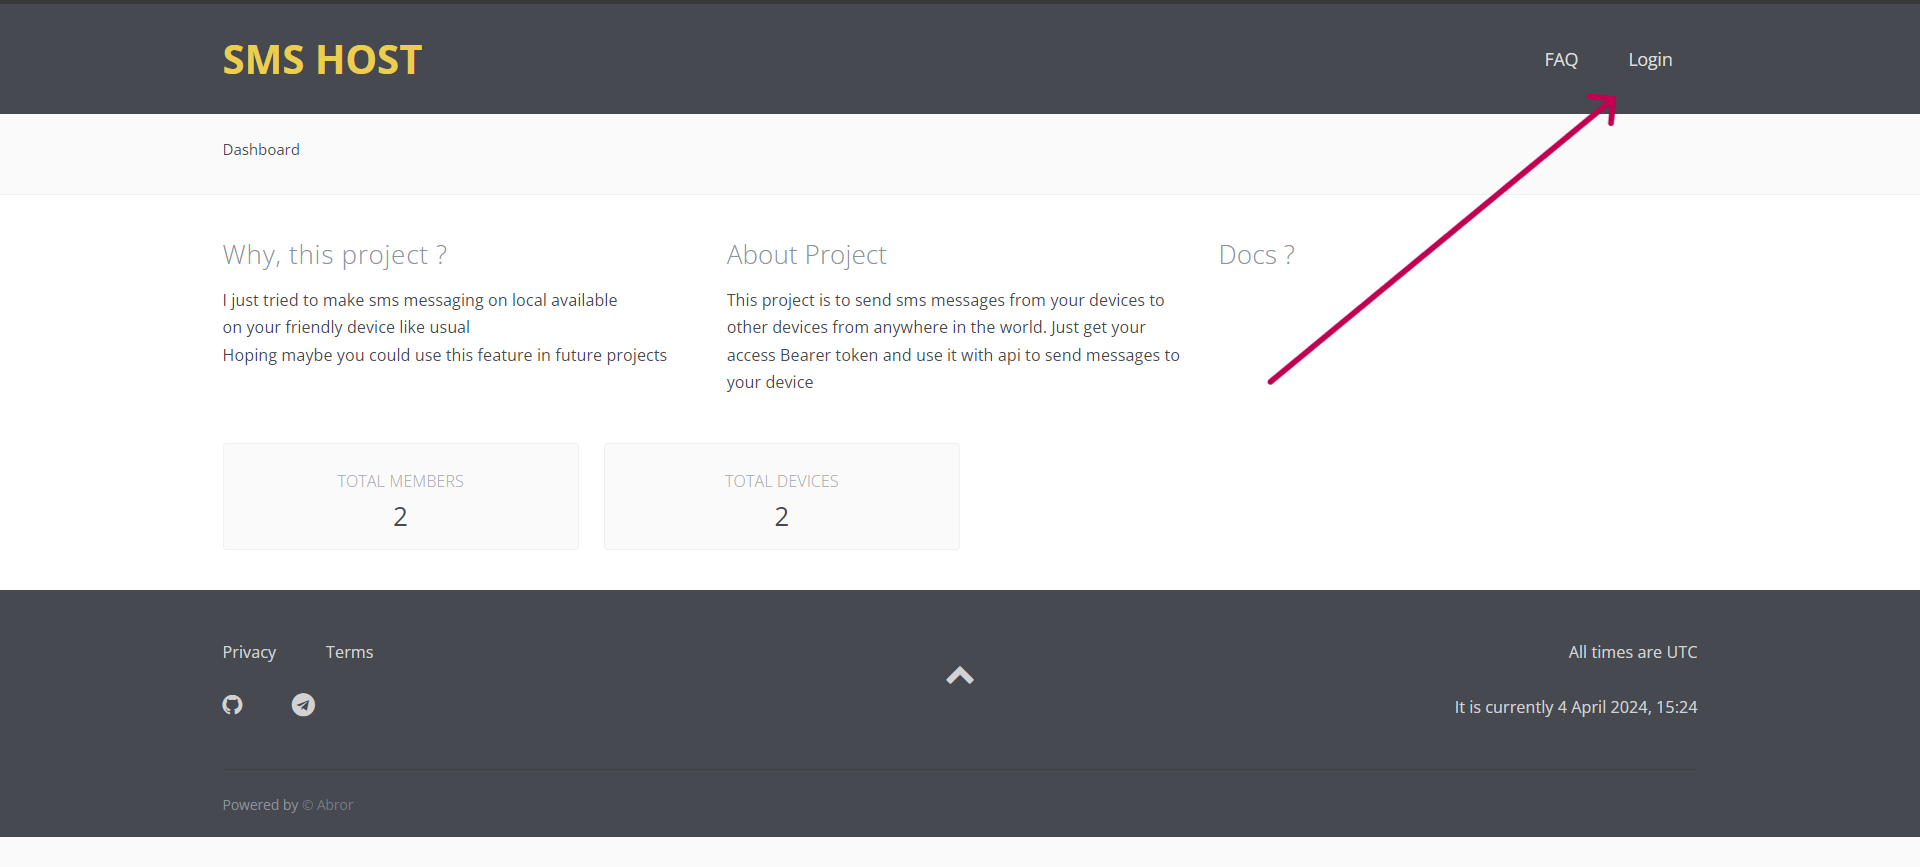 SMS HOST
FAQ
Login
Dashboard
Why, this project ?
I just tried to make sms messaging on local available
on your friendly device like usual
Hoping maybe you could use this feature in future projects
About Project
This project is to send sms messages from your devices to
other devices from anywhere in the world. Just get your
access Bearer token and use it with api to send messages to
your device
Docs ?
TOTAL MEMBERS
2
TOTAL DEVICES
2
Privacy
Terms
All times are UTC
It is currently 4 April 2024, 15:24
Powered by © Abror